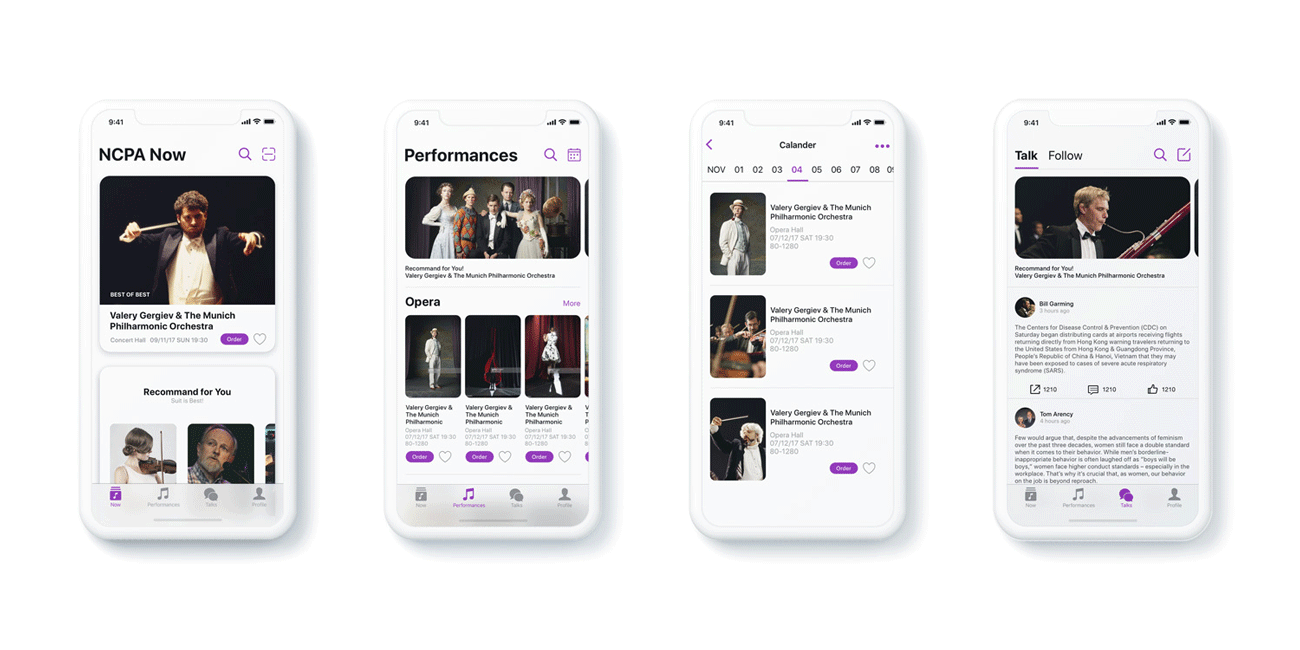 9:41
NCPA Now
BEST OF BEST
Valery Gergiev & The Munich
Philharmonic Orchestra
Concert Hall 09/11/17 SUN 19:30
Order
Recommand for You
Suit is Best!
Now
Performances
Talks
Profile
9:41
Performances
Recommand for You!
Valery Gergiev & The Munich Philharmonic Orchestra
Opera
More
Valery Gergiev &
The Munich
Philharmonic
Opera Hall
07/12/17 SAT 19:30
80-1280
Order
Valery Gergiev &
The Munich
Philharmonic
Opera Hall
07/12/17 SAT 19:30
80-1280
Order
Valery Gergiev &
The Munich
Philharmonic
Opera Hall
07/12/17 SAT 19:30
80-1280
Order
Now
Performances
Talks
Profile
9:41
Calander
NOV 01 02 03 04 05 06 07 08
Valery Gergiev & The Munich
Philharmonic Orchestra
Opera Hall
07/12/17 SAT 19:30
80-1280
Order
Valery Gergiev & The Munich
Philharmonic Orchestra
Opera Hall
07/12/17 SAT 19:30
80-1280
Order
Valery Gergiev & The Munich
Philharmonic Orchestra
Opera Hall
07/12/17 SAT 19:30
80-1280
Order
9:41
Talk Follow
Recommand for You!
Valery Gergiev & The Munich Philharmonic Orchestra
Bill Garming
3 hours ago
The Centers for Disease Control & Prevention (CDC) on
Saturday began distributing cards at airports receiving flights
returning directly from Hong Kong warning travelers returning to
the United States from Hong Kong & Guangdong Province,
People's Republic of China & Hanoi, Vietnam that they may
have been exposed to cases of severe acute respiratory
syndrome (SARS).
1210 1210 1210
Tom Arency
4 hours ago
Few would argue that, despite the advancements of feminism
over the past three decades, women still face a double standard
when it comes to their behavior. While men's borderline-
inappropriate behavior is often laughed off as "boys will be
boys," women face higher conduct standards – especially in the
workplace. That's why it's crucial that, as women, our behavior
on the job is beyond reproach.
Now
Performances
Talks
Profile